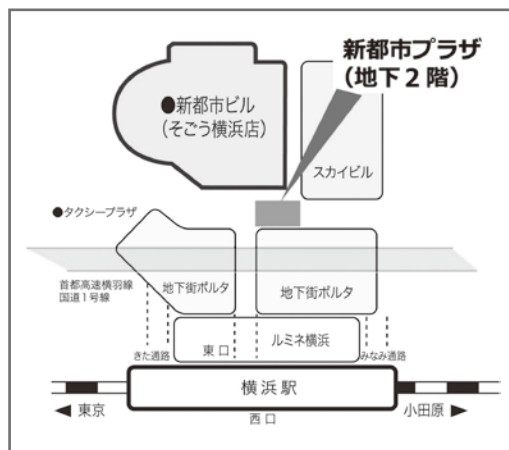 新都市プラザ
（地下２階）
●新都市ビル
（そごう横浜店）
スカイビル
●タクシープラザ
首都高速横羽線
国道１号線
地下街ポルタ
地下街ポルタ
ルミネ横浜
きた通路
東口
みなみ通路
横浜駅
◀ 東京
西口
小田原 ▶